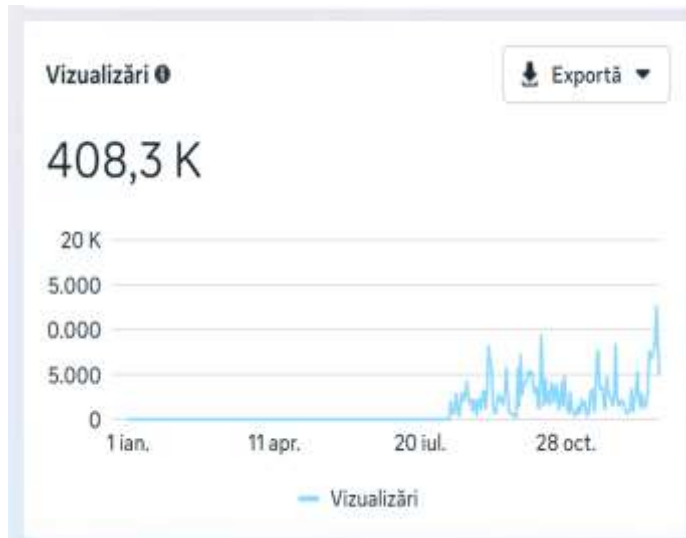 Vizualizări
Exportă
408,3 K
20 K
5.000
0.000
5.000
0
1 ian.
11 apr.
20 iul.
28 oct.
Vizualizări